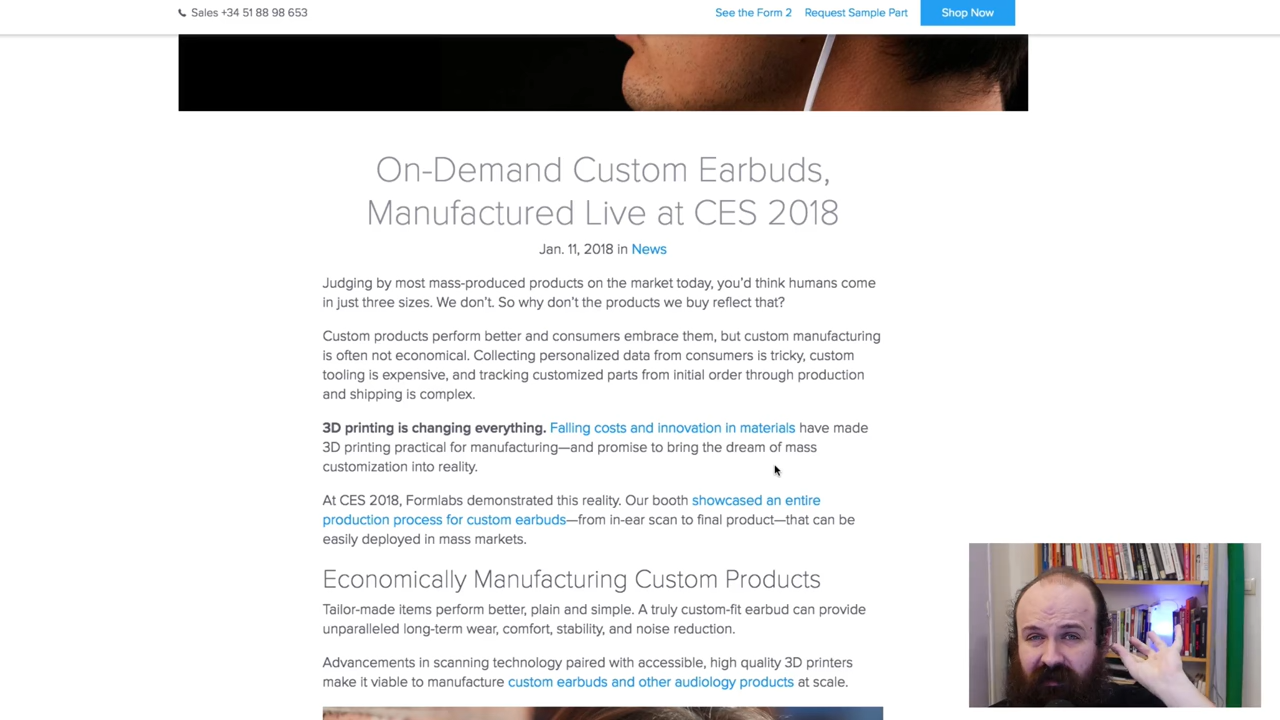 Sales +34 51 88 98 653
See the Form 2
Request Sample Part
Shop Now
On-Demand Custom Earbuds,
Manufactured Live at CES 2018
Jan. 11, 2018 in News
Judging by most mass-produced products on the market today, you'd think humans come
in just three sizes. We don't. So why don't the products we buy reflect that?
Custom products perform better and consumers embrace them, but custom manufacturing
is often not economical. Collecting personalized data from consumers is tricky, custom
tooling is expensive, and tracking customized parts from initial order through production
and shipping is complex.
3D printing is changing everything. Falling costs and innovation in materials have made
3D printing practical for manufacturing—and promise to bring the dream of mass
customization into reality.
At CES 2018, Formlabs demonstrated this reality. Our booth showcased an entire
production process for custom earbuds—from in-ear scan to final product—that can be
easily deployed in mass markets.
Economically Manufacturing Custom Products
Tailor-made items perform better, plain and simple. A truly custom-fit earbud can provide
unparalleled long-term wear, comfort, stability, and noise reduction.
Advancements in scanning technology paired with accessible, high quality 3D printers
make it viable to manufacture custom earbuds and other audiology products at scale.